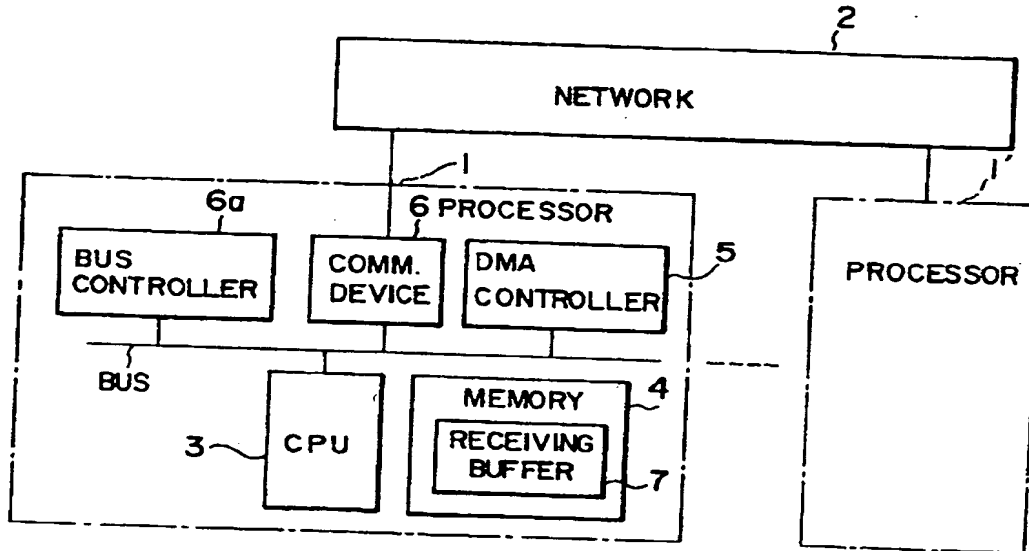 2
NETWORK
1
1'
6a
6 PROCESSOR
BUS
CONTROLLER
COMM.
DEVICE
DMA
CONTROLLER
5
PROCESSOR
BUS
3
CPU
MEMORY
4
RECEIVING
BUFFER
7